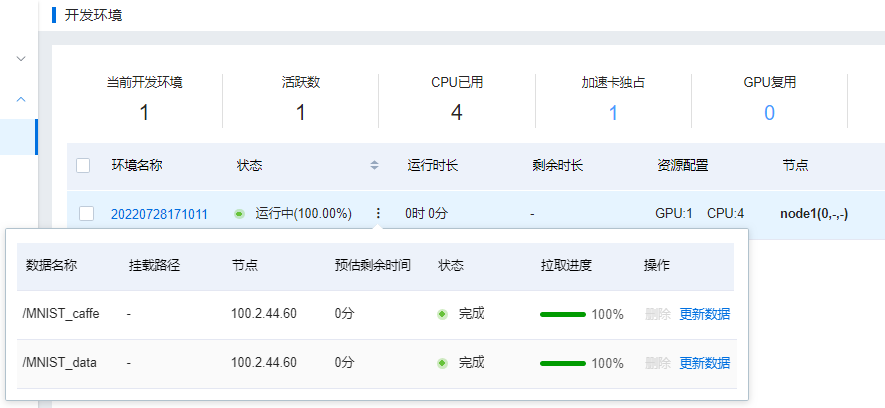 开发环境
当前开发环境 活跃数 CPU已用 加速卡独占 GPU复用
1 1 4 1 0
环境名称 状态 运行时长 剩余时长 资源配置 节点
20220728171011 运行中(100.00%) 0时 0分 - GPU:1 CPU:4 node1(0,-,-)
数据名称 挂载路径 节点 预估剩余时间 状态 拉取进度 操作
/MNIST_caffe - 100.2.44.60 0分 完成 100% 删除 更新数据
/MNIST_data - 100.2.44.60 0分 完成 100% 删除 更新数据